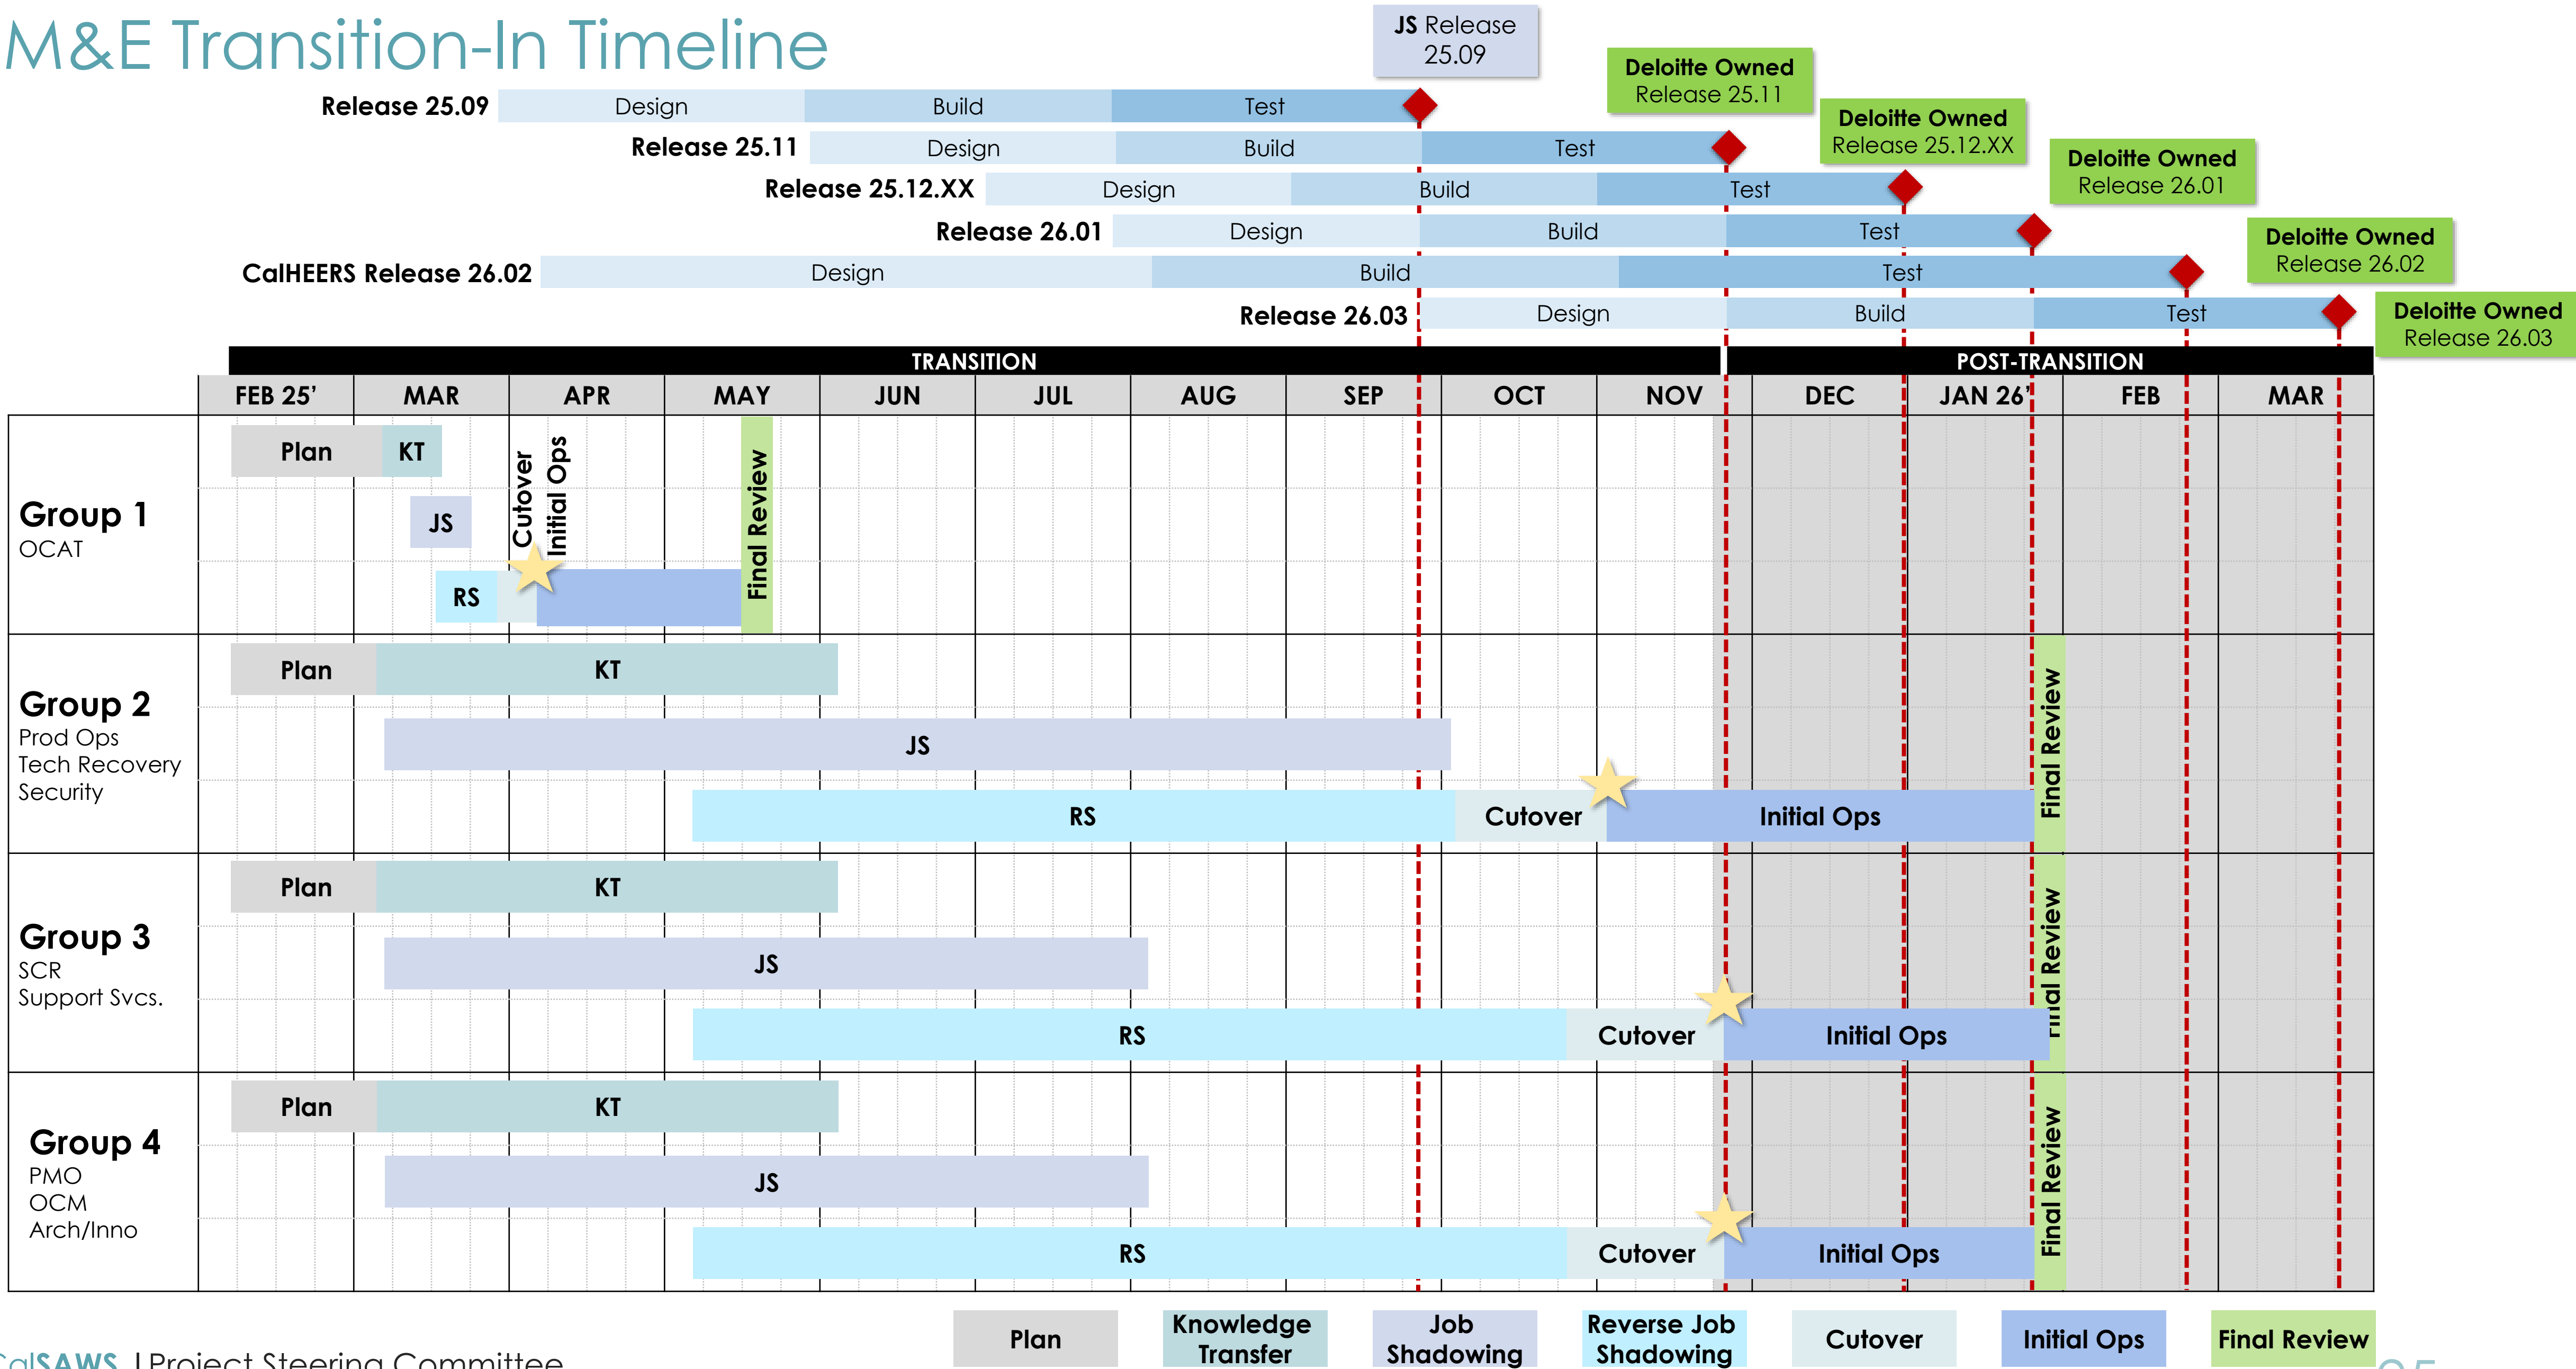 M&E Transition-In Timeline
JS Release
25.09
Deloitte Owned
Release 25.11
Deloitte Owned
Release 25.12.XX
Deloitte Owned
Release 26.01
Deloitte Owned
Release 26.02
Deloitte Owned
Release 26.03
Release 25.09 Design Build Test
Release 25.11 Design Build Test
Release 25.12.XX Design Build Test
Release 26.01 Design Build Test
CalHEERS Release 26.02 Design Build Test
Release 26.03 Design Build Test
TRANSITION POST-TRANSITION
FEB 25’ MAR APR MAY JUN JUL AUG SEP OCT NOV DEC JAN 26’ FEB MAR
Group 1
OCAT
Plan KT
JS
RS
Cutover
Initial Ops
Final Review
Group 2
Prod Ops
Tech Recovery
Security
Plan KT
JS
RS Cutover Initial Ops
Final Review
Group 3
SCR
Support Svcs.
Plan KT
JS
RS Cutover Initial Ops
Final Review
Group 4
PMO
OCM
Arch/Inno
Plan KT
JS
RS Cutover Initial Ops
Final Review
Plan
Knowledge
Transfer
Job
Shadowing
Reverse Job
Shadowing
Cutover
Initial Ops
Final Review
CalSAWS | Project Steering Committee